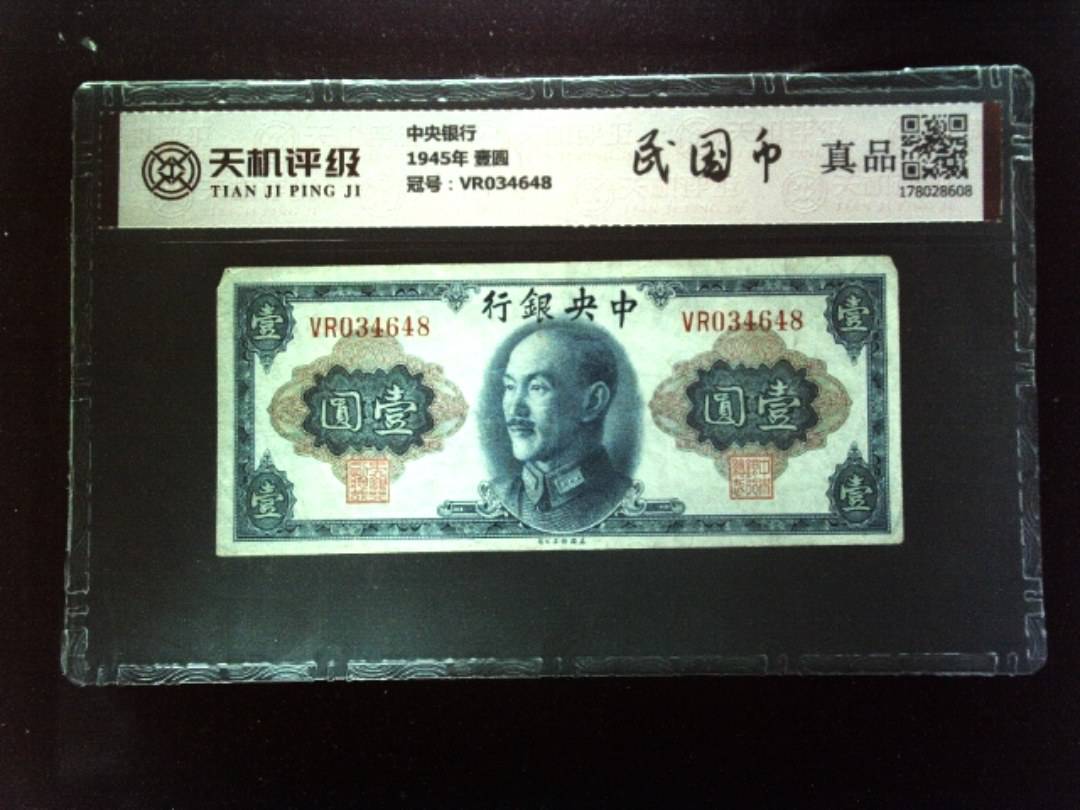 天机评级
TIAN JI PING JI
中央银行
1945年 壹圆
冠号：VR034648
民国币
真品
178028608
行銀央中
壹
壹
VR034648
VR034648
圓壹
圓壹
壹
壹